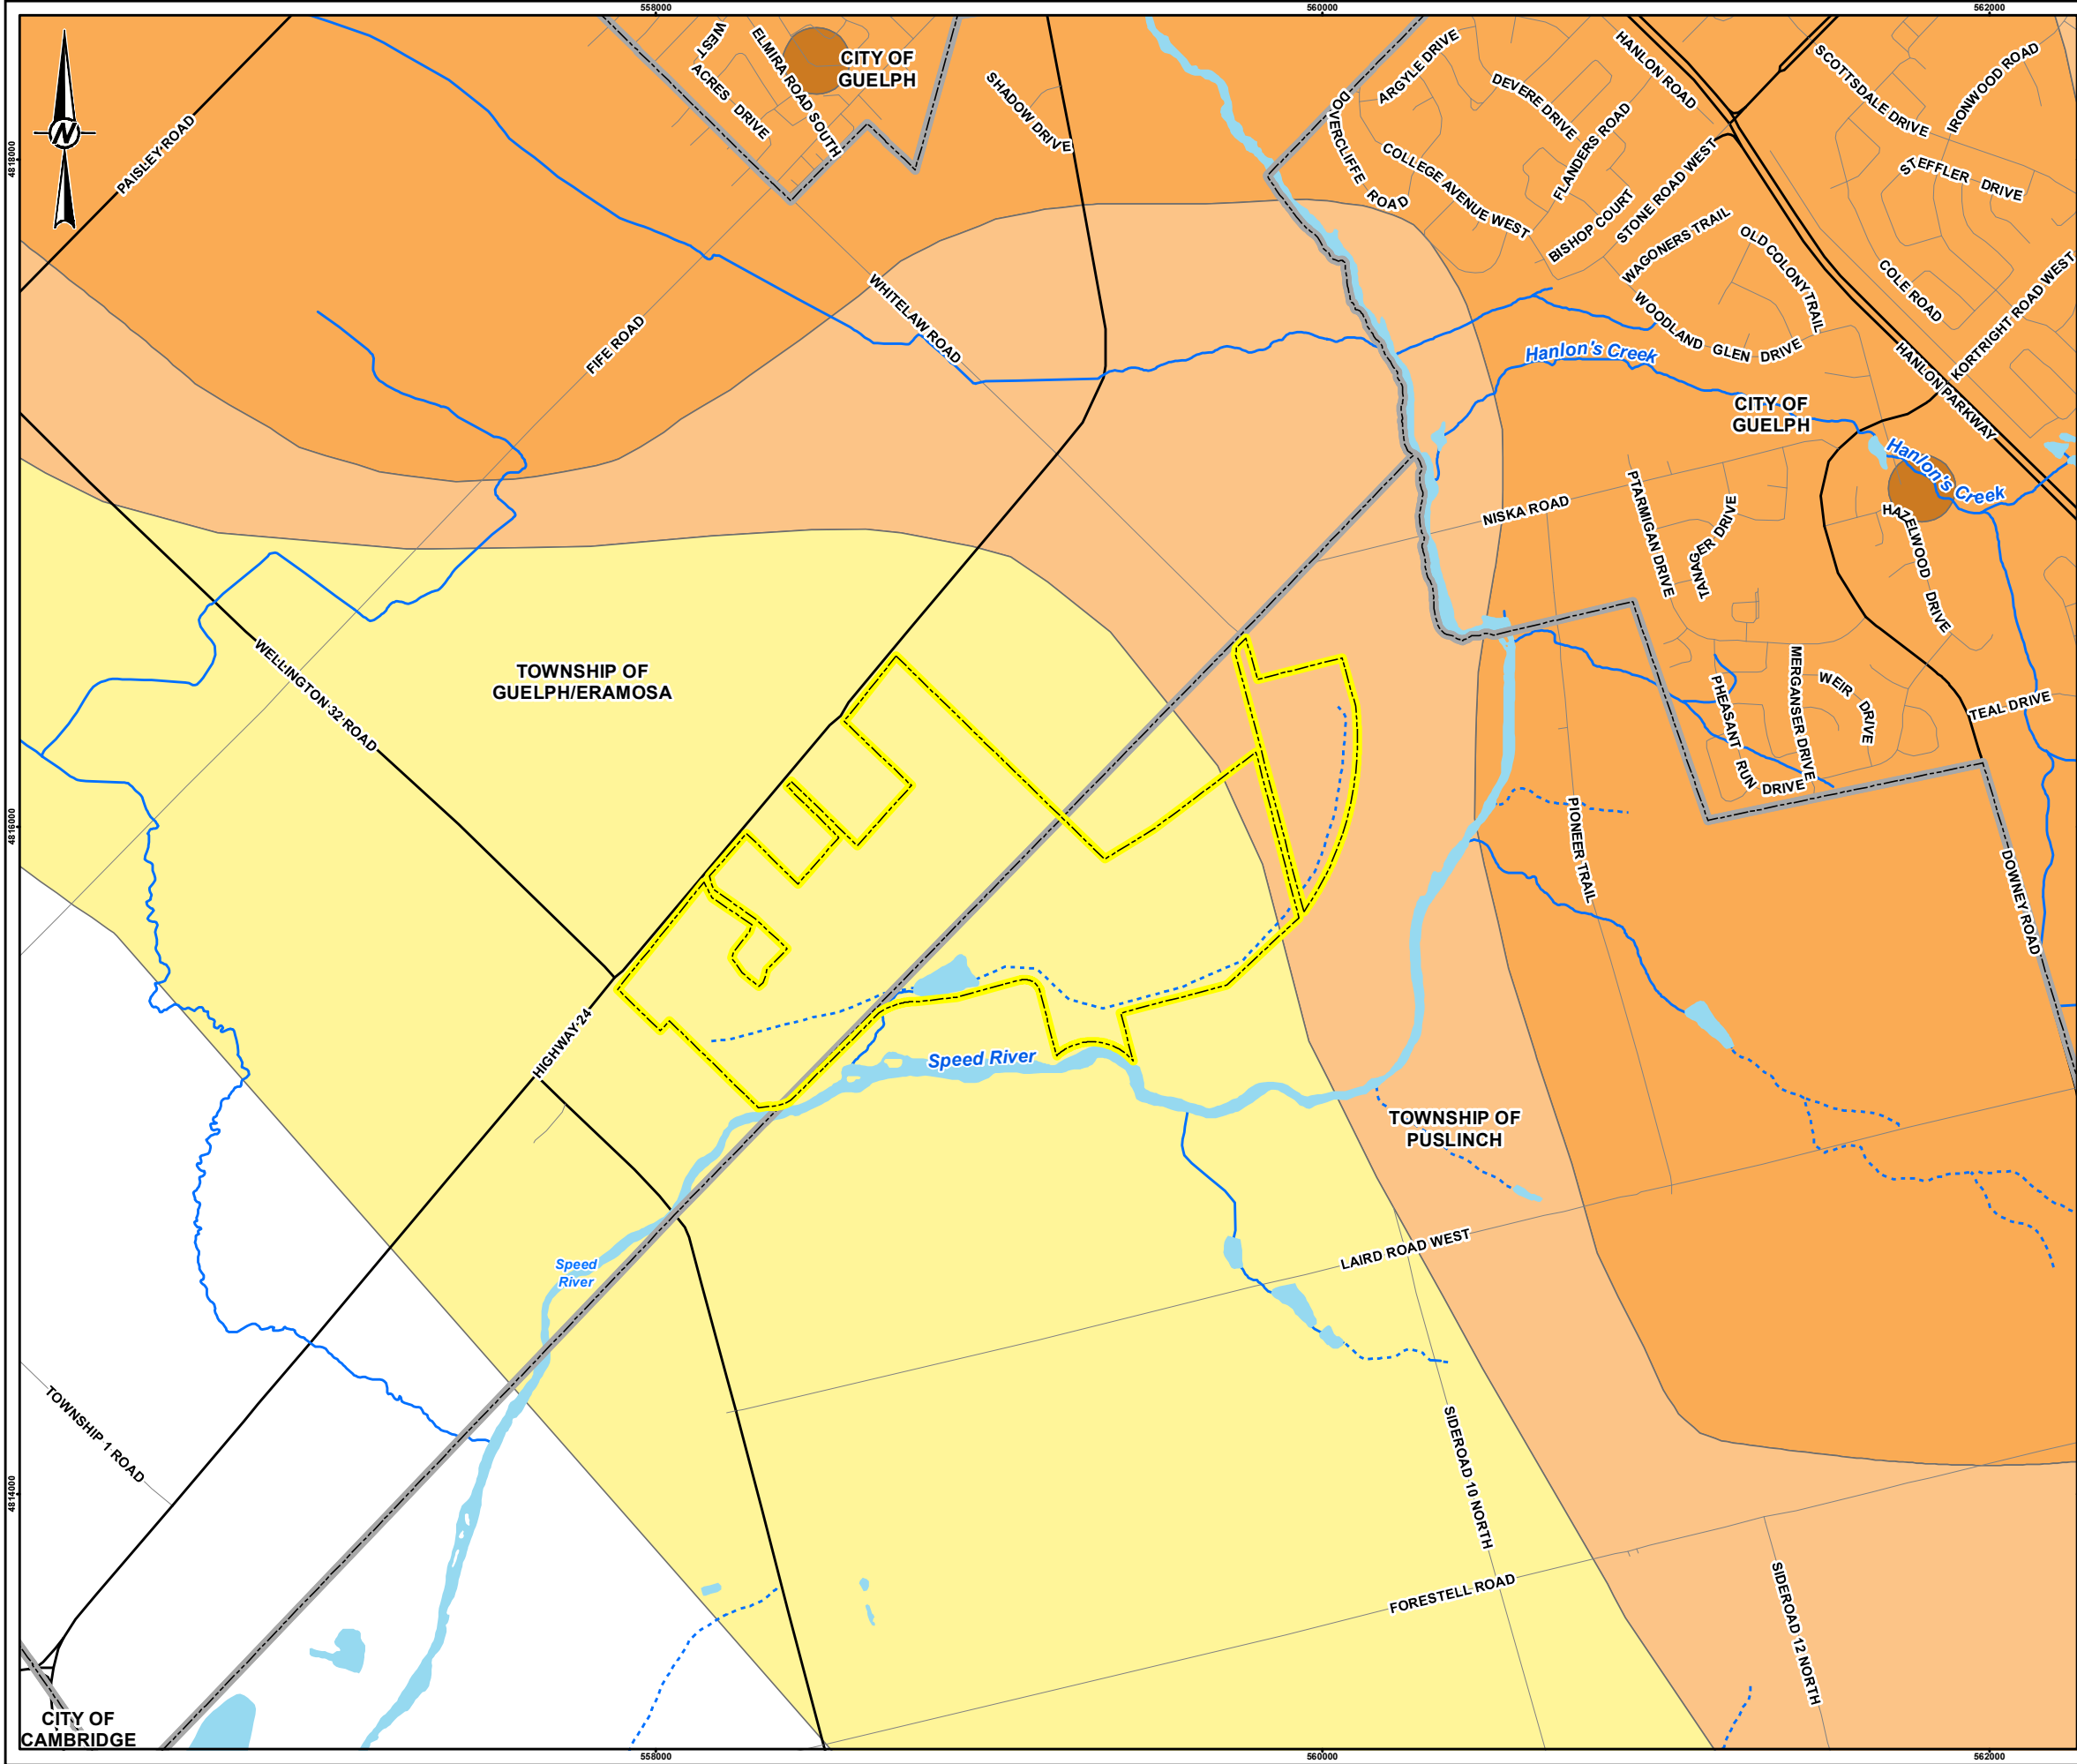 558000
560000
562000
4818000
4816000
4814000
N
PAISLEY ROAD
WEST
ACRES DRIVE
ELMIRA ROAD SOUTH
CITY OF
GUELPH
SHADOW DRIVE
ARGYLE DRIVE
DOVERCLIFFE ROAD
DEVERE DRIVE
HANLON ROAD
FLANDERS ROAD
COLLEGE AVENUE WEST
BISHOP COURT
STONE ROAD WEST
WAGONERS TRAIL
OLD COLONY TRAIL
SCOTTSDALE DRIVE
IRONWOOD ROAD
STEFFLER DRIVE
COLE ROAD
KORTRIGHT ROAD WEST
WOODLAND GLEN DRIVE
HANLON PARKWAY
Hanlon's Creek
CITY OF
GUELPH
Hanlon's Creek
FIFE ROAD
WHITELAW ROAD
NISKA ROAD
PTARMIGAN DRIVE
TANAGER DRIVE
HAZELWOOD DRIVE
WELLINGTON 32 ROAD
TOWNSHIP OF
GUELPH/ERAMOSA
PHEASANT RUN DRIVE
MERGANSER DRIVE
WEIR DRIVE
TEAL DRIVE
PIONEER TRAIL
DOWNEY ROAD
HIGHWAY 24
Speed River
TOWNSHIP OF
PUSLINCH
Speed
River
LAIRD ROAD WEST
TOWNSHIP 1 ROAD
SIDEROAD 10 NORTH
FORESTELL ROAD
SIDEROAD 12 NORTH
CITY OF
CAMBRIDGE
558000
560000
562000